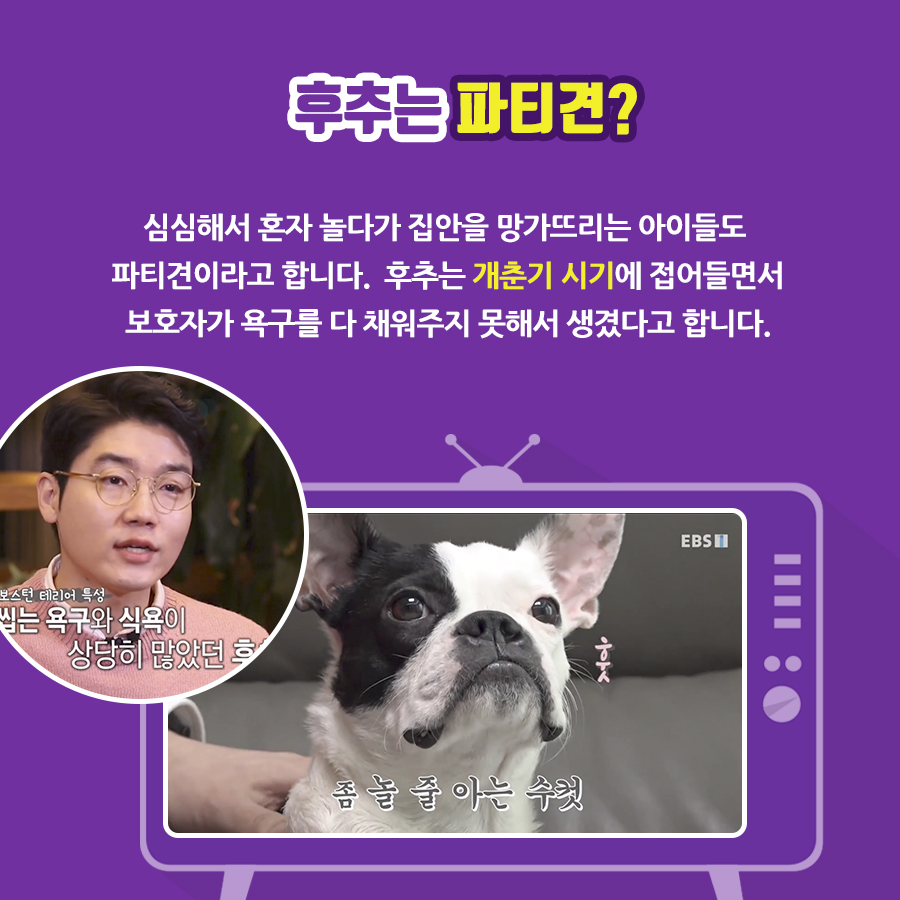 후추는 파티견?
심심해서 혼자 놀다가 집안을 망가뜨리는 아이들도
파티견이라고 합니다. 후추는 개춘기 시기에 접어들면서
보호자가 욕구를 다 채워주지 못해서 생겼다고 합니다.
EBS1
보스턴 테리어 특성
씹는 욕구와 식욕이
상당히 많았던
훗
좀 놀 줄 아는 수컷